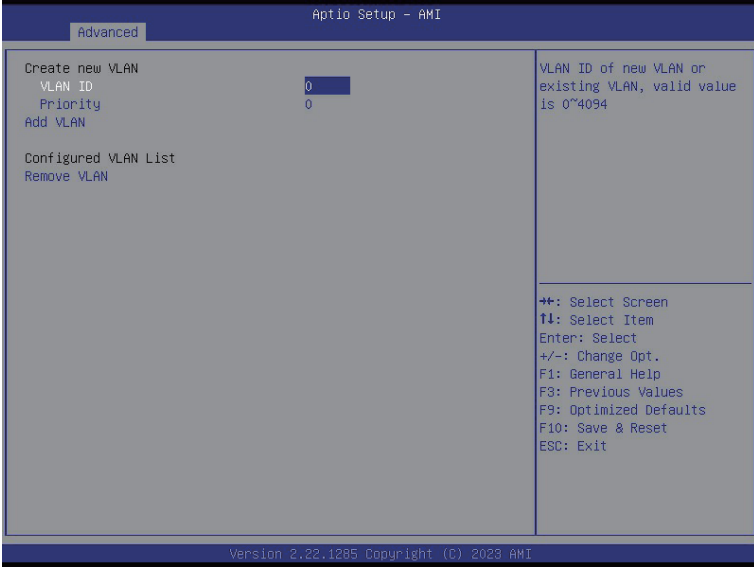 Aptio Setup – AMI
Advanced
Create new VLAN
VLAN ID 0
Priority 0
Add VLAN
Configured VLAN List
Remove VLAN
VLAN ID of new VLAN or
existing VLAN, valid value
is 0~4094
→←: Select Screen
↑↓: Select Item
Enter: Select
+/-: Change Opt.
F1: General Help
F3: Previous Values
F9: Optimized Defaults
F10: Save & Reset
ESC: Exit
Version 2.22.1285 Copyright (C) 2023 AMI